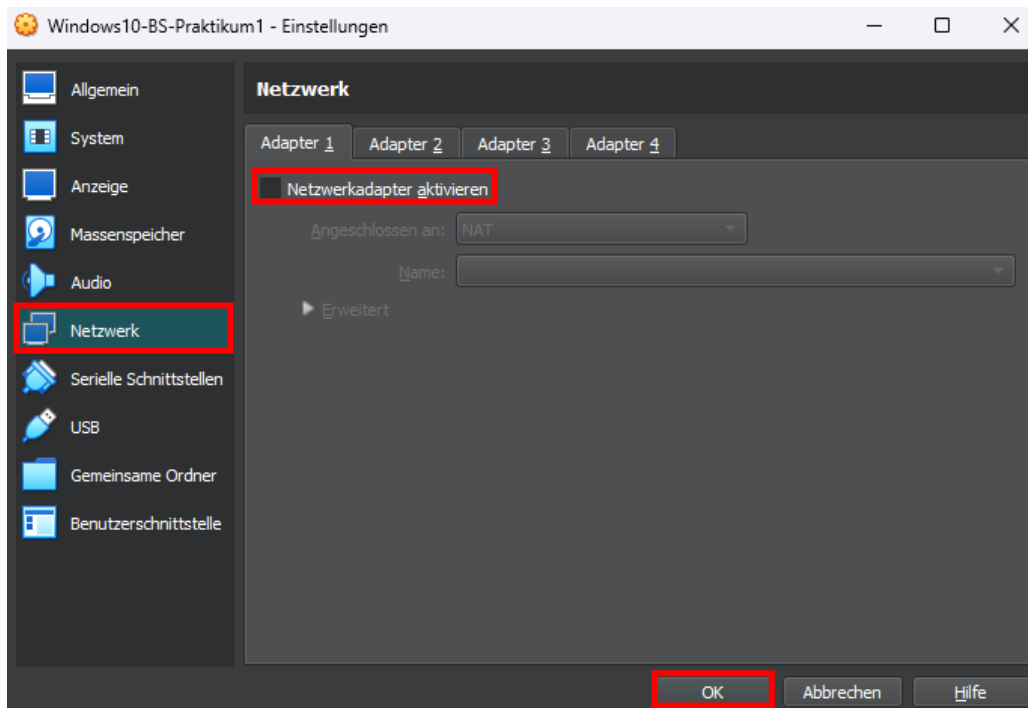 Windows10-BS-Praktikum1 - Einstellungen
Allgemein
System
Anzeige
Massenspeicher
Audio
Netzwerk
Serielle Schnittstellen
USB
Gemeinsame Ordner
Benutzerschnittstelle
Netzwerk
Adapter 1 Adapter 2 Adapter 3 Adapter 4
Netzwerkadapter aktivieren
Angeschlossen an: NAT
Name:
Erweitert
OK Abbrechen Hilfe